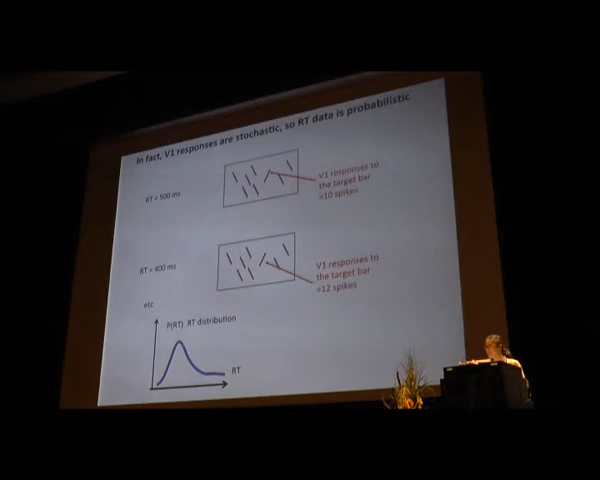 In fact, V1 responses are stochastic, so RT data is probabilistic
RT = 500 ms
V1 responses to
the target bar
=10 spikes
RT = 400 ms
V1 responses to
the target bar
=12 spikes
etc
P(RT) RT distribution
RT